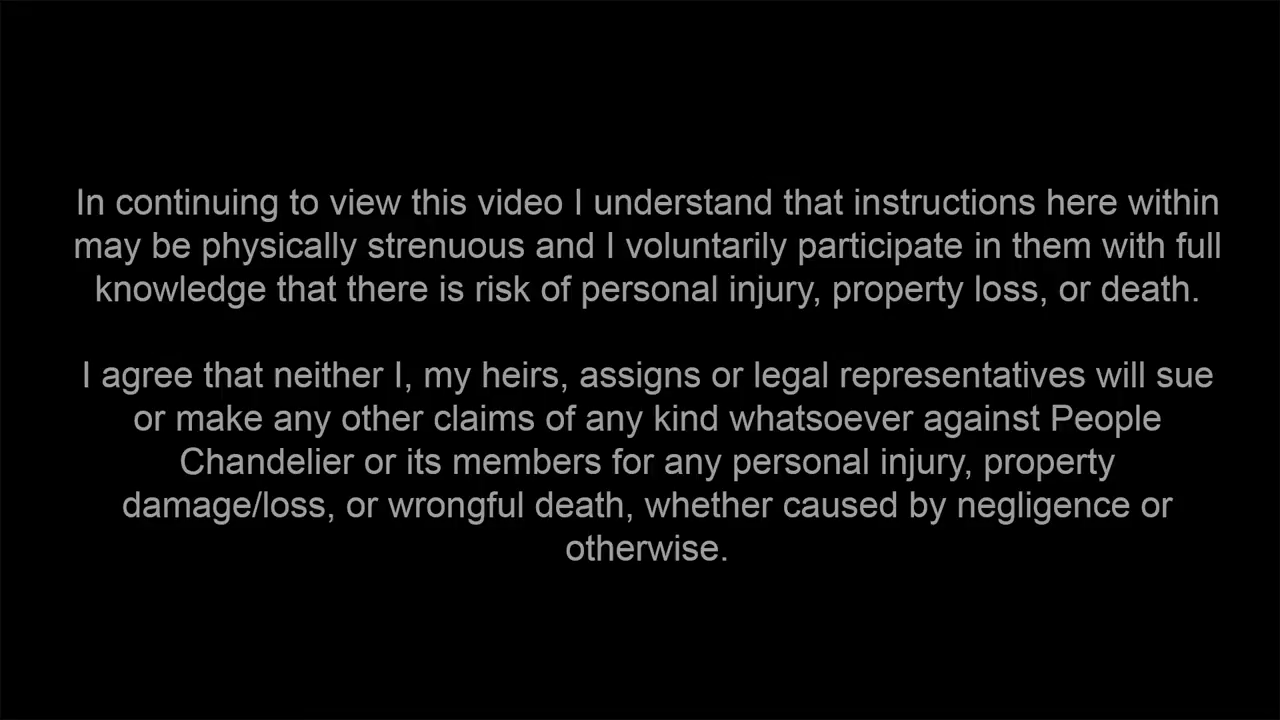 In continuing to view this video I understand that instructions here within
may be physically strenuous and I voluntarily participate in them with full
knowledge that there is risk of personal injury, property loss, or death.
I agree that neither I, my heirs, assigns or legal representatives will sue
or make any other claims of any kind whatsoever against People
Chandelier or its members for any personal injury, property
damage/loss, or wrongful death, whether caused by negligence or
otherwise.